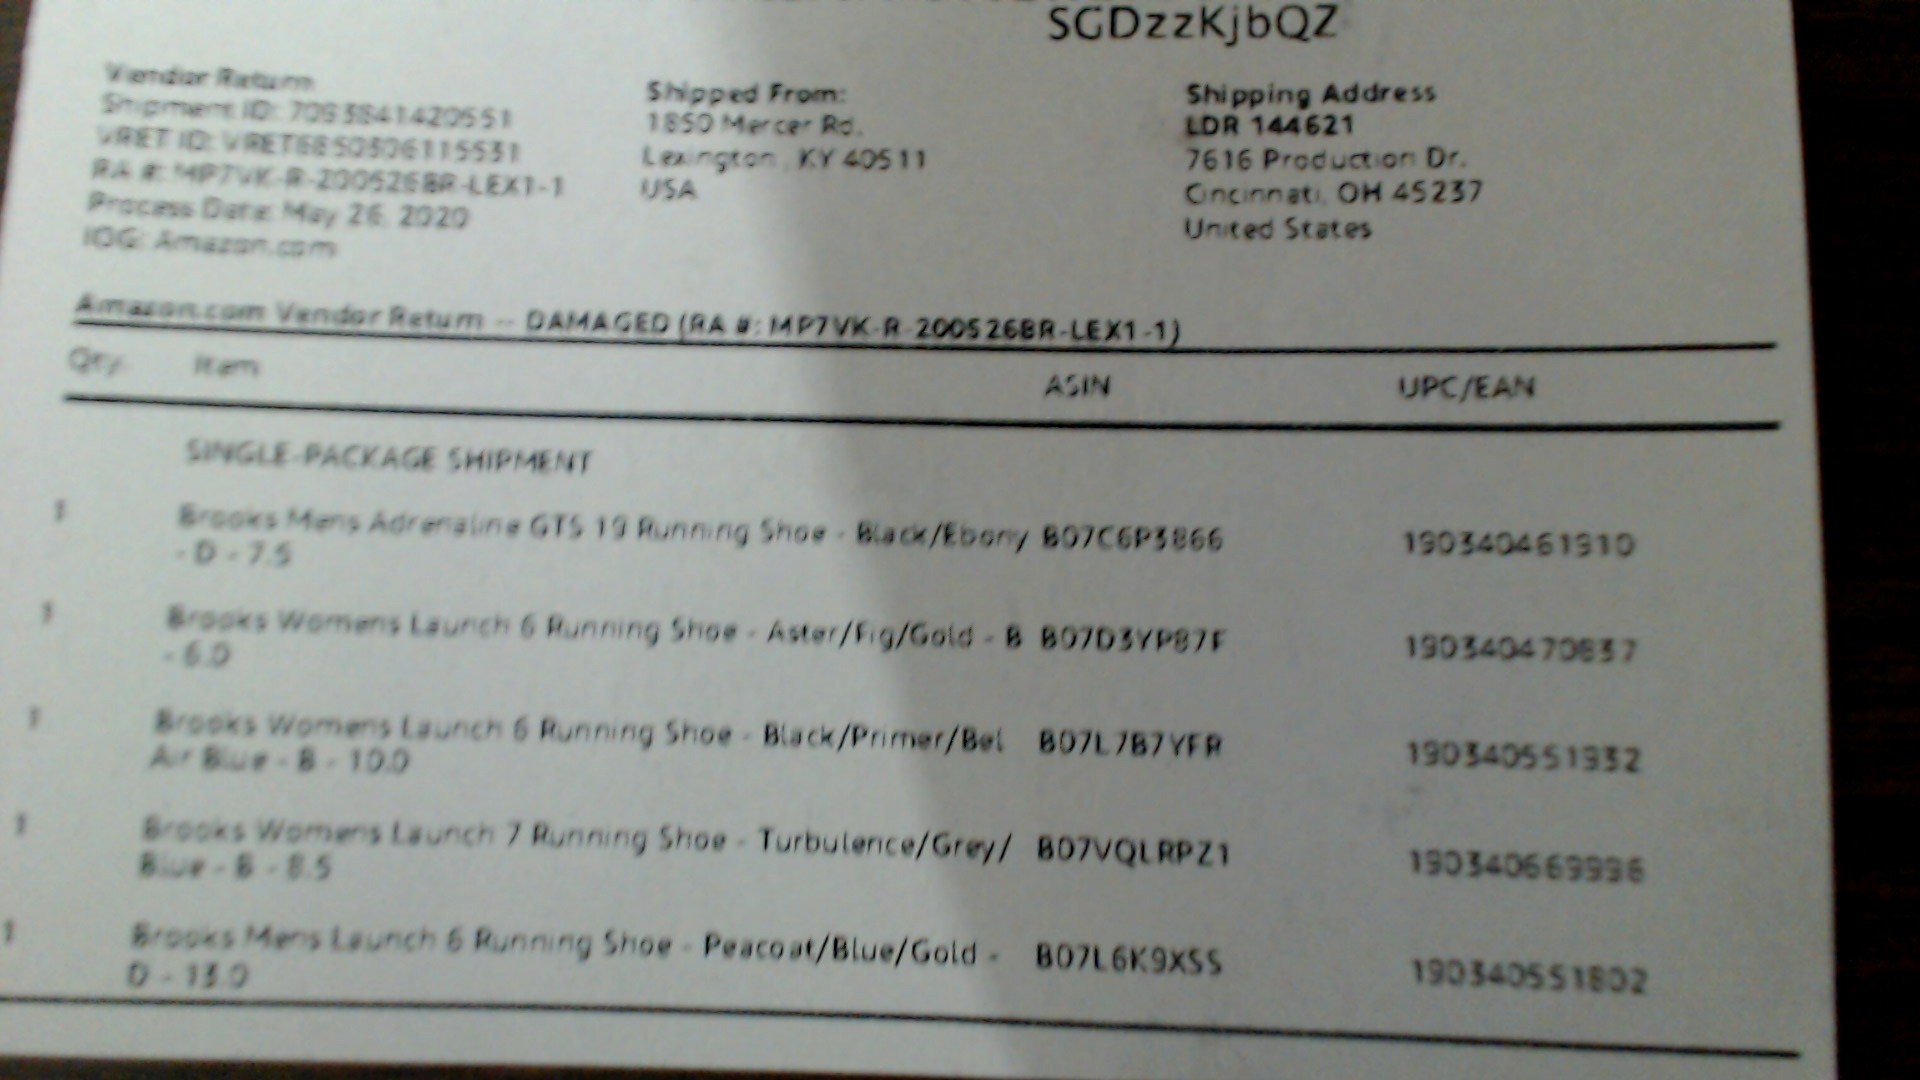 SGDzzKjbQZ
Vendor Return
Shipment ID: 7093841420551
VRET ID: VRET6850306115531
RA #: MP7VK-R-200526BR-LEX1-1
Process Date: May 26, 2020
IOG: Amazon.com
Shipped From:
1850 Mercer Rd.
Lexington, KY 40511
USA
Shipping Address
LDR 144621
7616 Production Dr.
Cincinnati, OH 45237
United States
Amazon.com Vendor Return -- DAMAGED (RA #: MP7VK-R-200526BR-LEX1-1)
Qty. Item ASIN UPC/EAN
SINGLE-PACKAGE SHIPMENT
1 Brooks Mens Adrenaline GTS 19 Running Shoe - Black/Ebony B07C6P3866 190340461910
- D - 7.5
1 Brooks Womens Launch 6 Running Shoe - Aster/Fig/Gold - B B07D3YP87F 190340470837
- 6.0
1 Brooks Womens Launch 6 Running Shoe - Black/Primer/Bel B07L7B7YFR 190340551932
Air Blue - B - 10.0
1 Brooks Womens Launch 7 Running Shoe - Turbulence/Grey/ B07VQLRPZ1 190340669996
Blue - B - 8.5
1 Brooks Mens Launch 6 Running Shoe - Peacoat/Blue/Gold - B07L6K9XSS 190340551802
D - 13.0